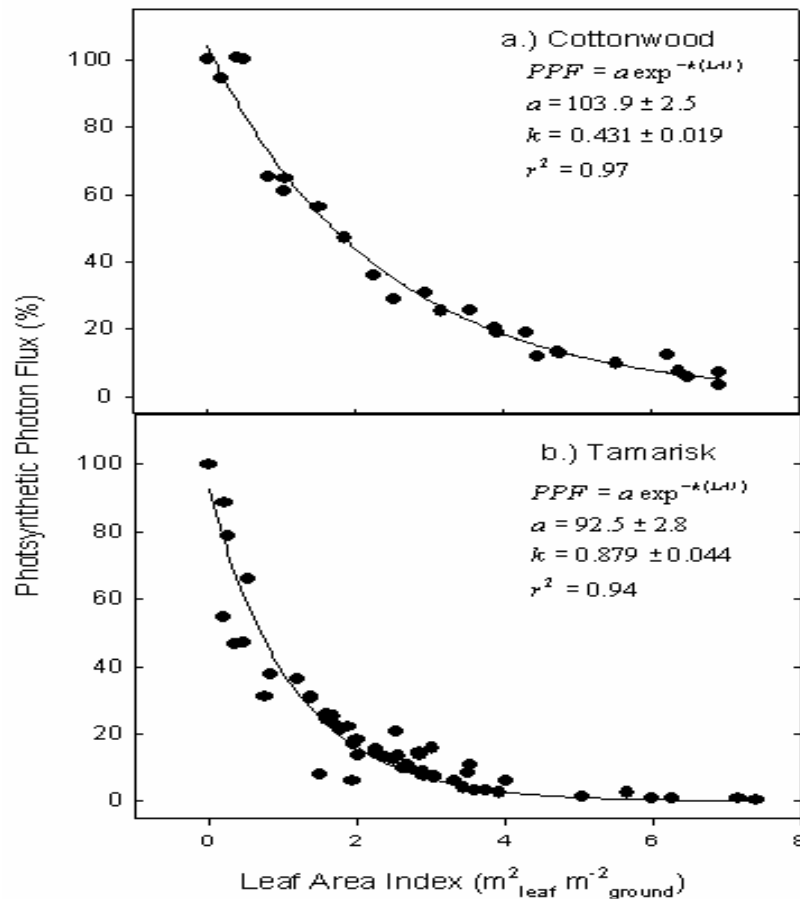 a.) Cottonwood
PPF = a exp^{-k(LAI)}
a = 103.9 ± 2.5
k = 0.431 ± 0.019
r² = 0.97
100
80
60
40
20
0
b.) Tamarisk
PPF = a exp^{-k(LAI)}
a = 92.5 ± 2.8
k = 0.879 ± 0.044
r² = 0.94
100
80
60
40
20
0
Photsynthetic Photon Flux (%)
0 2 4 6 8
Leaf Area Index (m²leaf m⁻²ground)